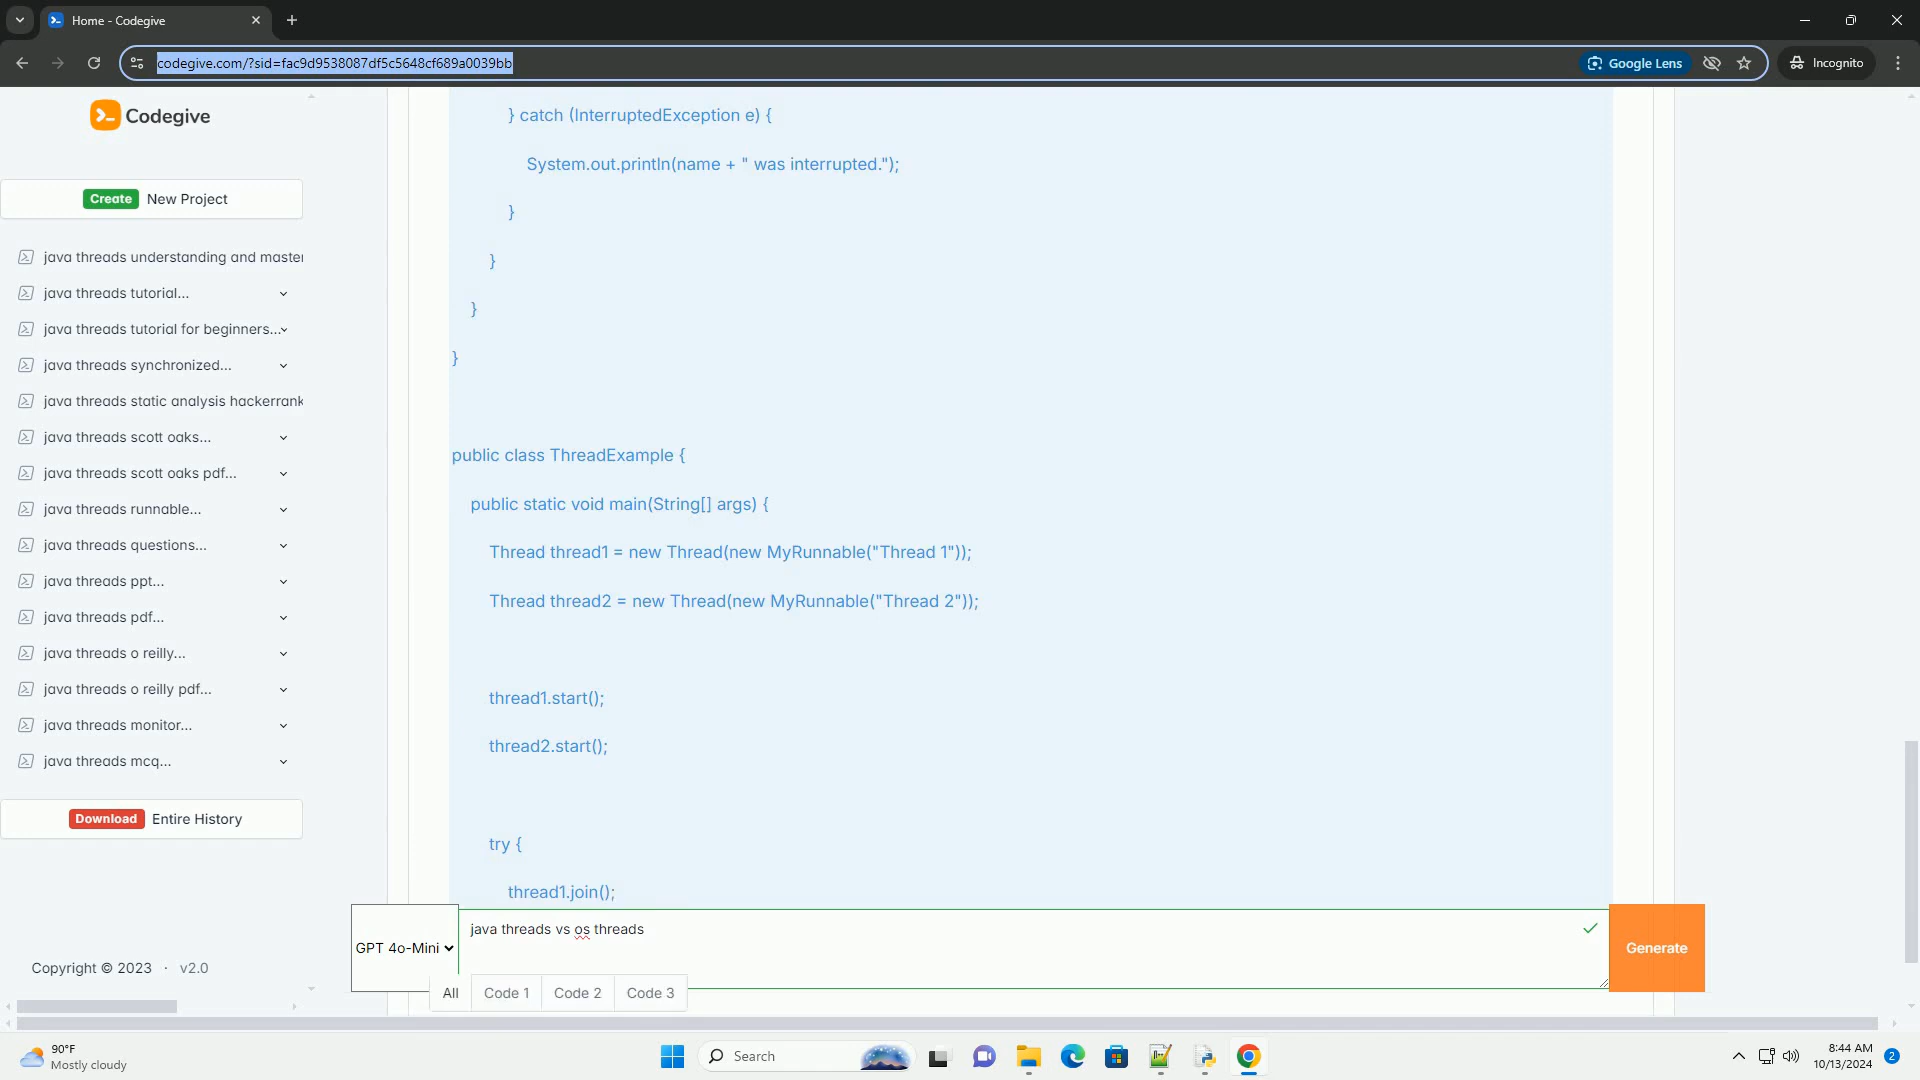 Home - Codegive
codegive.com/?sid=fac9d9538087df5c5648cf689a0039bb
Google Lens
Incognito
Codegive
Create New Project
java threads understanding and master
java threads tutorial...
java threads tutorial for beginners...
java threads synchronized...
java threads static analysis hackerrank
java threads scott oaks...
java threads scott oaks pdf...
java threads runnable...
java threads questions...
java threads ppt...
java threads pdf...
java threads o reilly...
java threads o reilly pdf...
java threads monitor...
java threads mcq...
Download Entire History
Copyright © 2023 · v2.0
} catch (InterruptedException e) {
System.out.println(name + " was interrupted.");
}
}
}
}
public class ThreadExample {
public static void main(String[] args) {
Thread thread1 = new Thread(new MyRunnable("Thread 1"));
Thread thread2 = new Thread(new MyRunnable("Thread 2"));
thread1.start();
thread2.start();
try {
thread1.join();
GPT 4o-Mini
java threads vs os threads
Generate
All Code 1 Code 2 Code 3
90°F
Mostly cloudy
Search
8:44 AM
10/13/2024
2